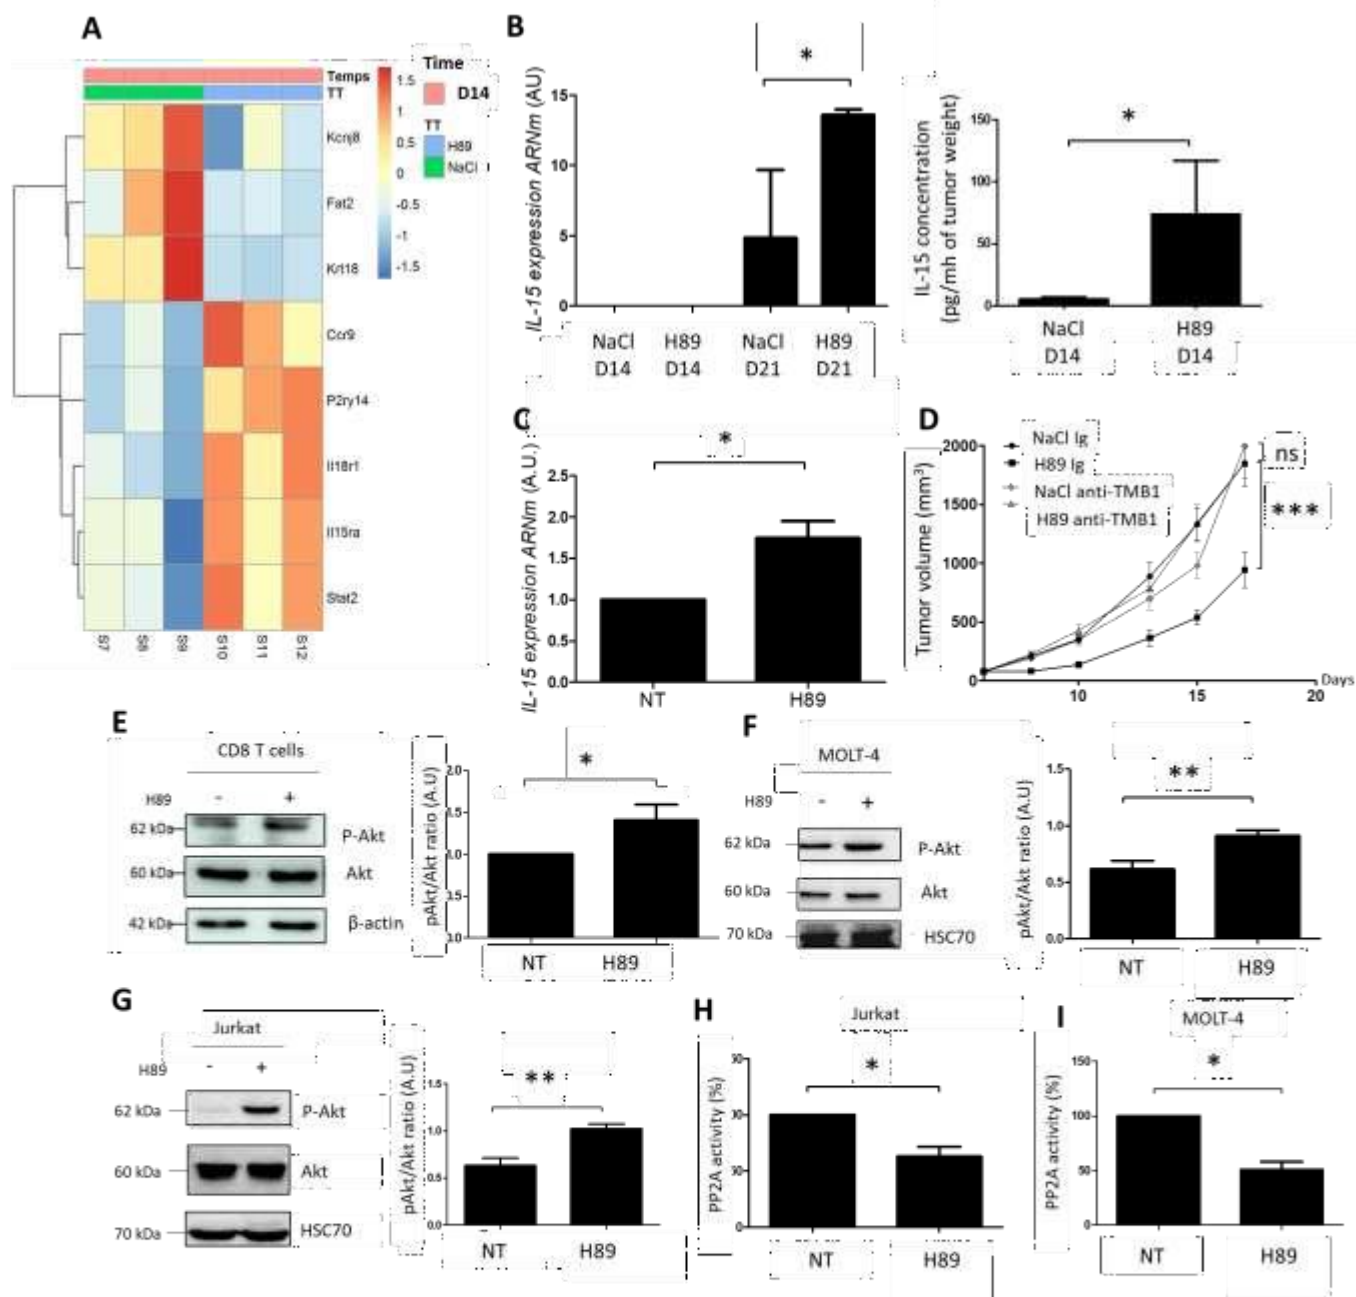 A
Temps
TT
1.5
1
0.5
0
-0.5
-1
-1.5
Time
D14
TT
H89
NaCl
Kcnj8
Fat2
Krt18
Ccr9
P2ry14
Il18r1
Il15ra
Stat2
S7 S8 S9 S10 S11 S12
B
IL-15 expression ARNm (AU)
15
10
5
0
*
NaCl D14
H89 D14
NaCl D21
H89 D21
IL-15 concentration
(pg/mh of tumor weight)
150
100
50
0
*
NaCl D14
H89 D14
C
IL-15 expression ARNm (A.U.)
2.5
2.0
1.5
1.0
0.5
0.0
*
NT H89
D
Tumor volume (mm³)
2000
1500
1000
500
0
NaCl Ig
H89 Ig
NaCl anti-TMB1
H89 anti-TMB1
ns
***
10 15 20
Days
E
CD8 T cells
H89 - +
62 kDa P-Akt
60 kDa Akt
42 kDa β-actin
pAkt/Akt ratio (A.U)
2.0
.5
.0
.5
.0
*
NT H89
F
MOLT-4
H89 - +
62 kDa P-Akt
60 kDa Akt
70 kDa HSC70
pAkt/Akt ratio (A.U)
1.5
1.0
0.5
0.0
**
NT H89
G
Jurkat
H89 - +
62 kDa P-Akt
60 kDa Akt
70 kDa HSC70
pAkt/Akt ratio (A.U)
1.5
1.0
0.5
0.0
**
NT H89
H
Jurkat
PP2A activity (%)
*
NT H89
I
MOLT-4
PP2A activity (%)
150
100
50
0
*
NT H89